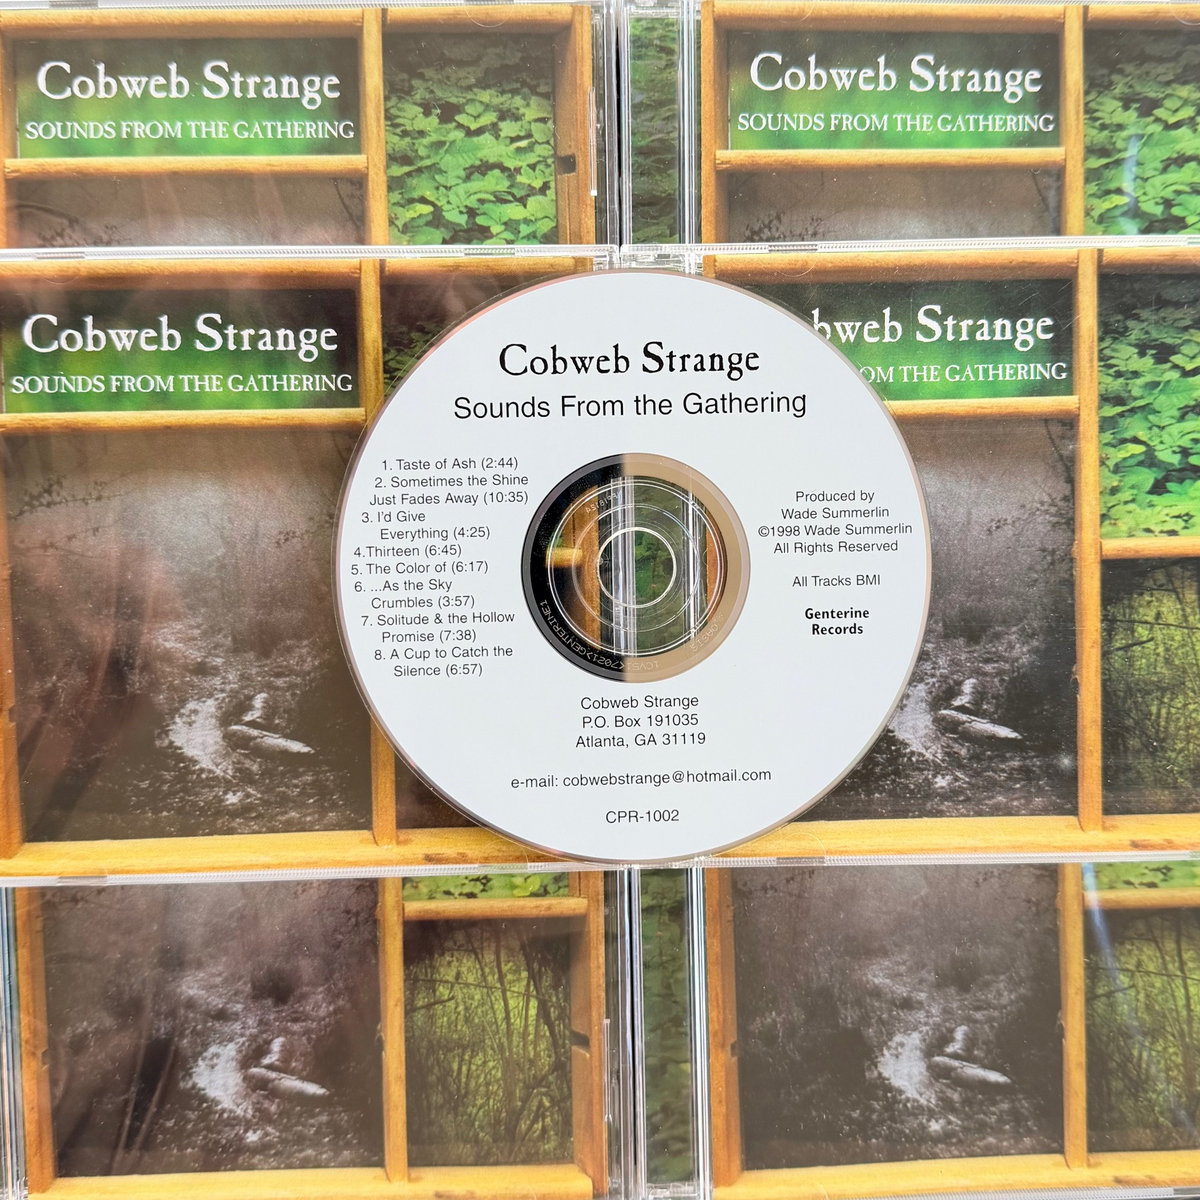 Cobweb Strange
SOUNDS FROM THE GATHERING
Cobweb Strange
SOUNDS FROM THE GATHERING
Cobweb Strange
SOUNDS FROM THE GATHERING
bweb Strange
OM THE GATHERING
Cobweb Strange
Sounds From the Gathering
1. Taste of Ash (2:44)
2. Sometimes the Shine
Just Fades Away (10:35)
3. I'd Give
Everything (4:25)
4.Thirteen (6:45)
5. The Color of (6:17)
6. ...As the Sky
Crumbles (3:57)
7. Solitude & the Hollow
Promise (7:38)
8. A Cup to Catch the
Silence (6:57)
Produced by
Wade Summerlin
©1998 Wade Summerlin
All Rights Reserved
All Tracks BMI
Genterine
Records
Cobweb Strange
P.O. Box 191035
Atlanta, GA 31119
e-mail: cobwebstrange@hotmail.com
CPR-1002